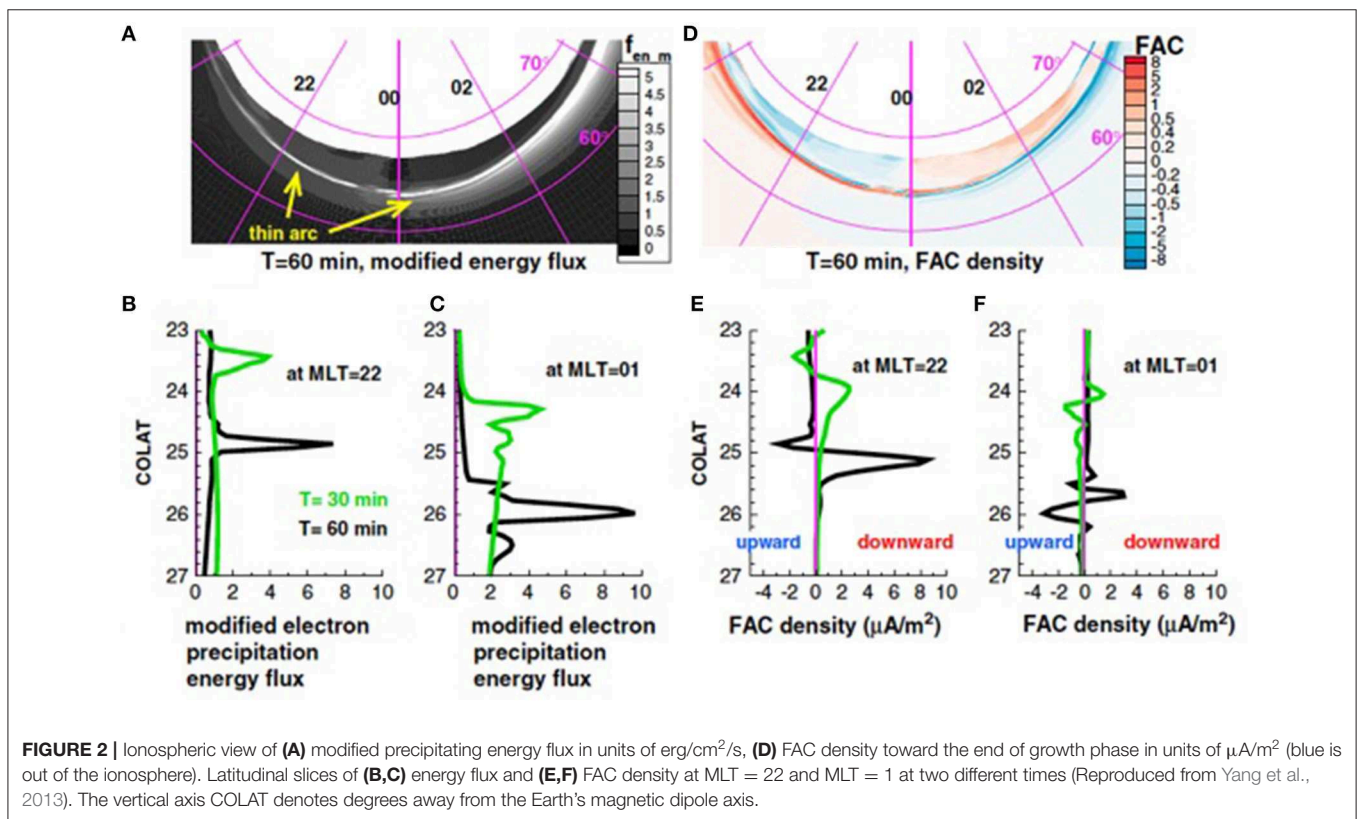 A
f en_m
5
4.5
4
3.5
3
2.5
2
1.5
1
0.5
0
22
00
02
70°
60°
thin arc
T=60 min, modified energy flux
D
FAC
8
5
2
1
0.5
0.4
0.2
0
-0.2
-0.4
-0.5
-1
-2
-5
-8
22
00
02
70°
60°
T=60 min, FAC density
B
23
24
25
26
27
COLAT
at MLT=22
T= 30 min
T= 60 min
0 2 4 6 8 10
modified electron
precipitation
energy flux
C
23
24
25
26
27
at MLT=01
0 2 4 6 8 10
modified electron
precipitation
energy flux
E
23
24
25
26
27
COLAT
at MLT=22
upward downward
-4 -2 0 2 4 6 8 10
FAC density (μA/m²)
F
23
24
25
26
27
at MLT=01
upward downward
-4 -2 0 2 4 6 8 10
FAC density (μA/m²)
FIGURE 2 | Ionospheric view of (A) modified precipitating energy flux in units of erg/cm²/s, (D) FAC density toward the end of growth phase in units of μA/m² (blue is
out of the ionosphere). Latitudinal slices of (B,C) energy flux and (E,F) FAC density at MLT = 22 and MLT = 1 at two different times (Reproduced from Yang et al.,
2013). The vertical axis COLAT denotes degrees away from the Earth's magnetic dipole axis.